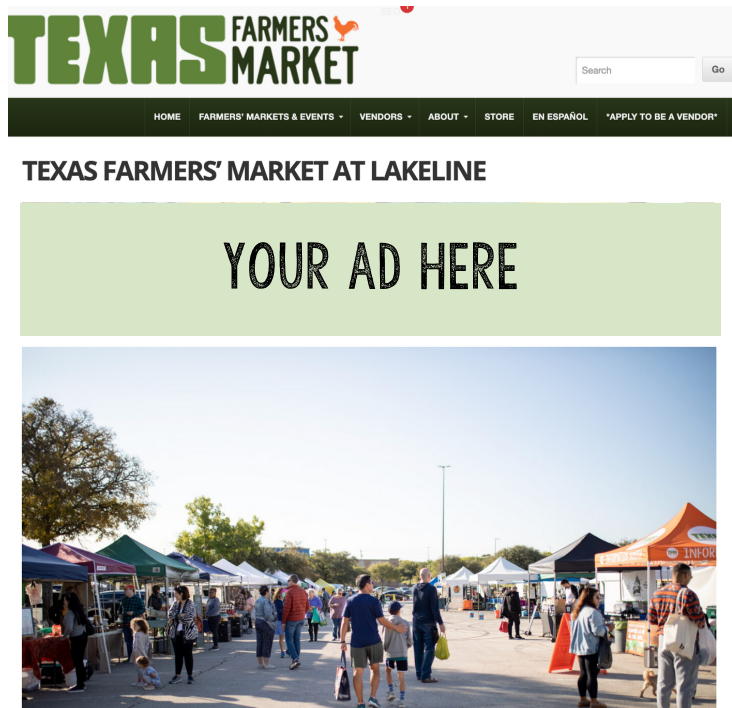 TEXAS FARMERS MARKET
Search
Go
HOME FARMERS' MARKETS & EVENTS VENDORS ABOUT STORE EN ESPAÑOL *APPLY TO BE A VENDOR*
TEXAS FARMERS' MARKET AT LAKELINE
YOUR AD HERE